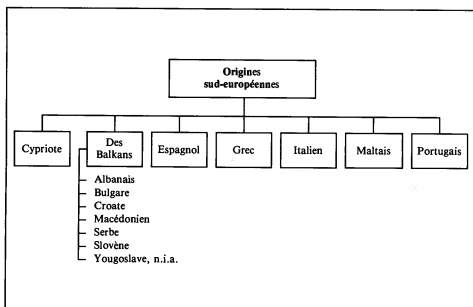 Origines
sud-européennes
Cypriote
Des
Balkans
Espagnol
Grec
Italien
Maltais
Portugais
Albanais
Bulgare
Croate
Macédonien
Serbe
Slovène
Yougoslave, n.i.a.